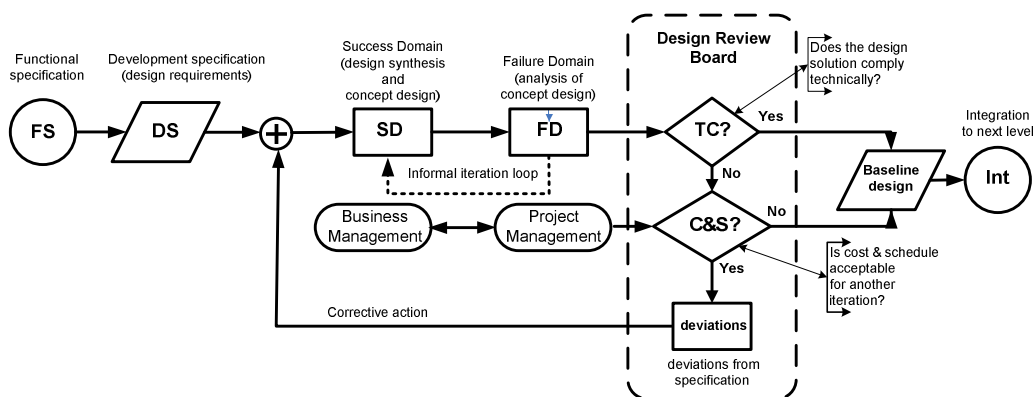 Functional
specification
FS
Development specification
(design requirements)
DS
+
Success Domain
(design synthesis
and
concept design)
SD
Failure Domain
(analysis of
concept design)
FD
Informal iteration loop
Business
Management
Project
Management
Design Review
Board
TC?
Yes
No
Does the design
solution comply
technically?
C&S?
No
Yes
Is cost & schedule
acceptable
for another
iteration?
deviations
deviations from
specification
Corrective action
Baseline
design
Integration
to next level
Int